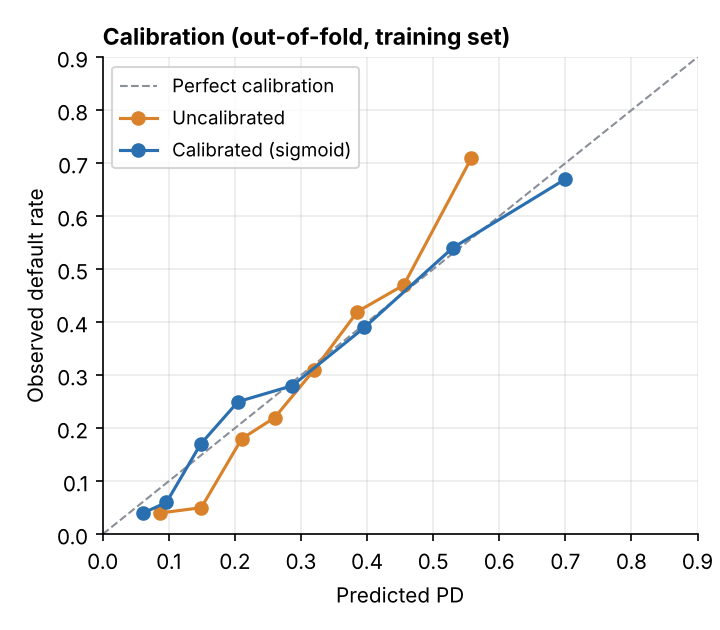 Calibration (out-of-fold, training set)
Perfect calibration
Uncalibrated
Calibrated (sigmoid)
Observed default rate
0.9
0.8
0.7
0.6
0.5
0.4
0.3
0.2
0.1
0.0
0.0 0.1 0.2 0.3 0.4 0.5 0.6 0.7 0.8 0.9
Predicted PD